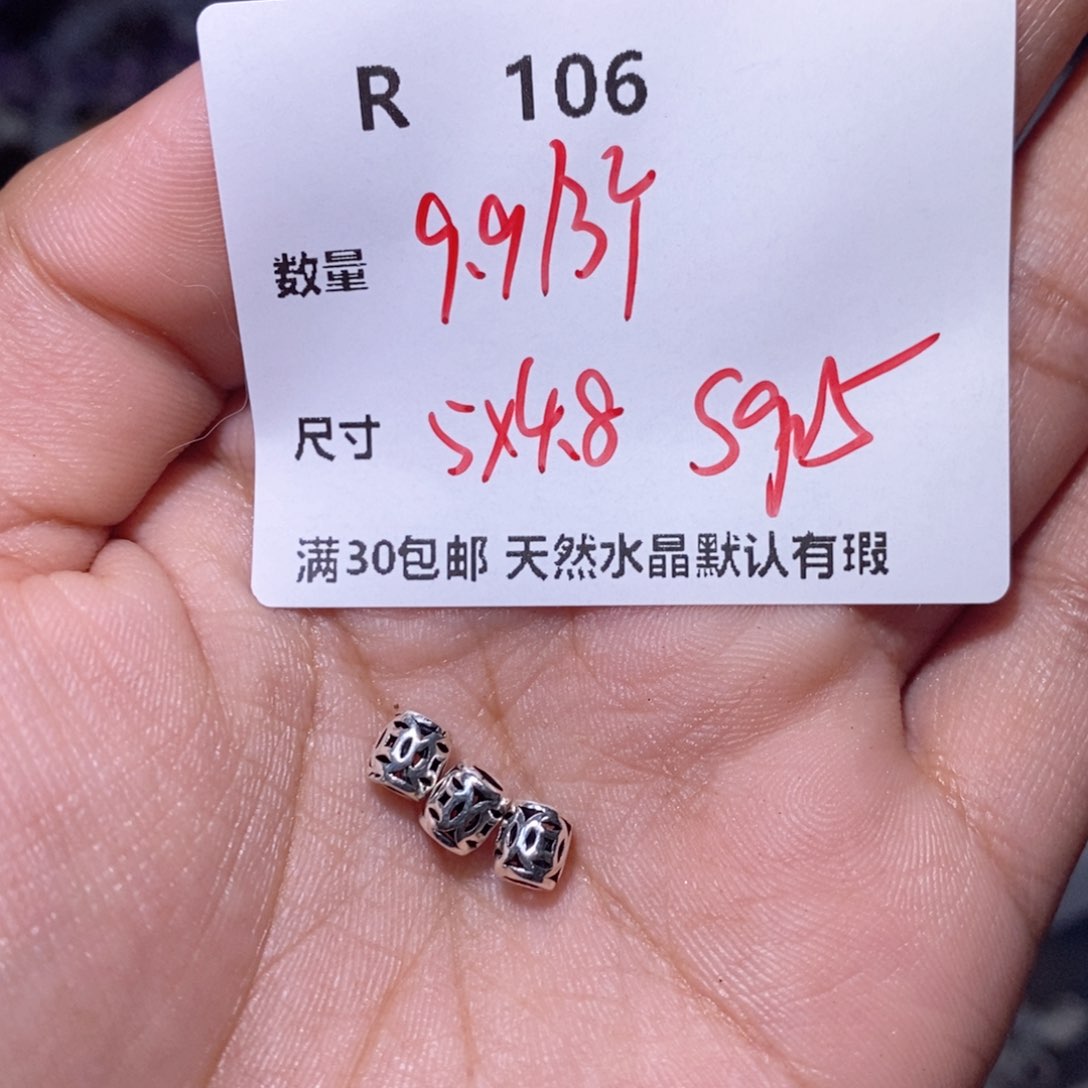 R 106
数量 9.9/3个
尺寸 5x4.8 S925
满30包邮 天然水晶默认有瑕